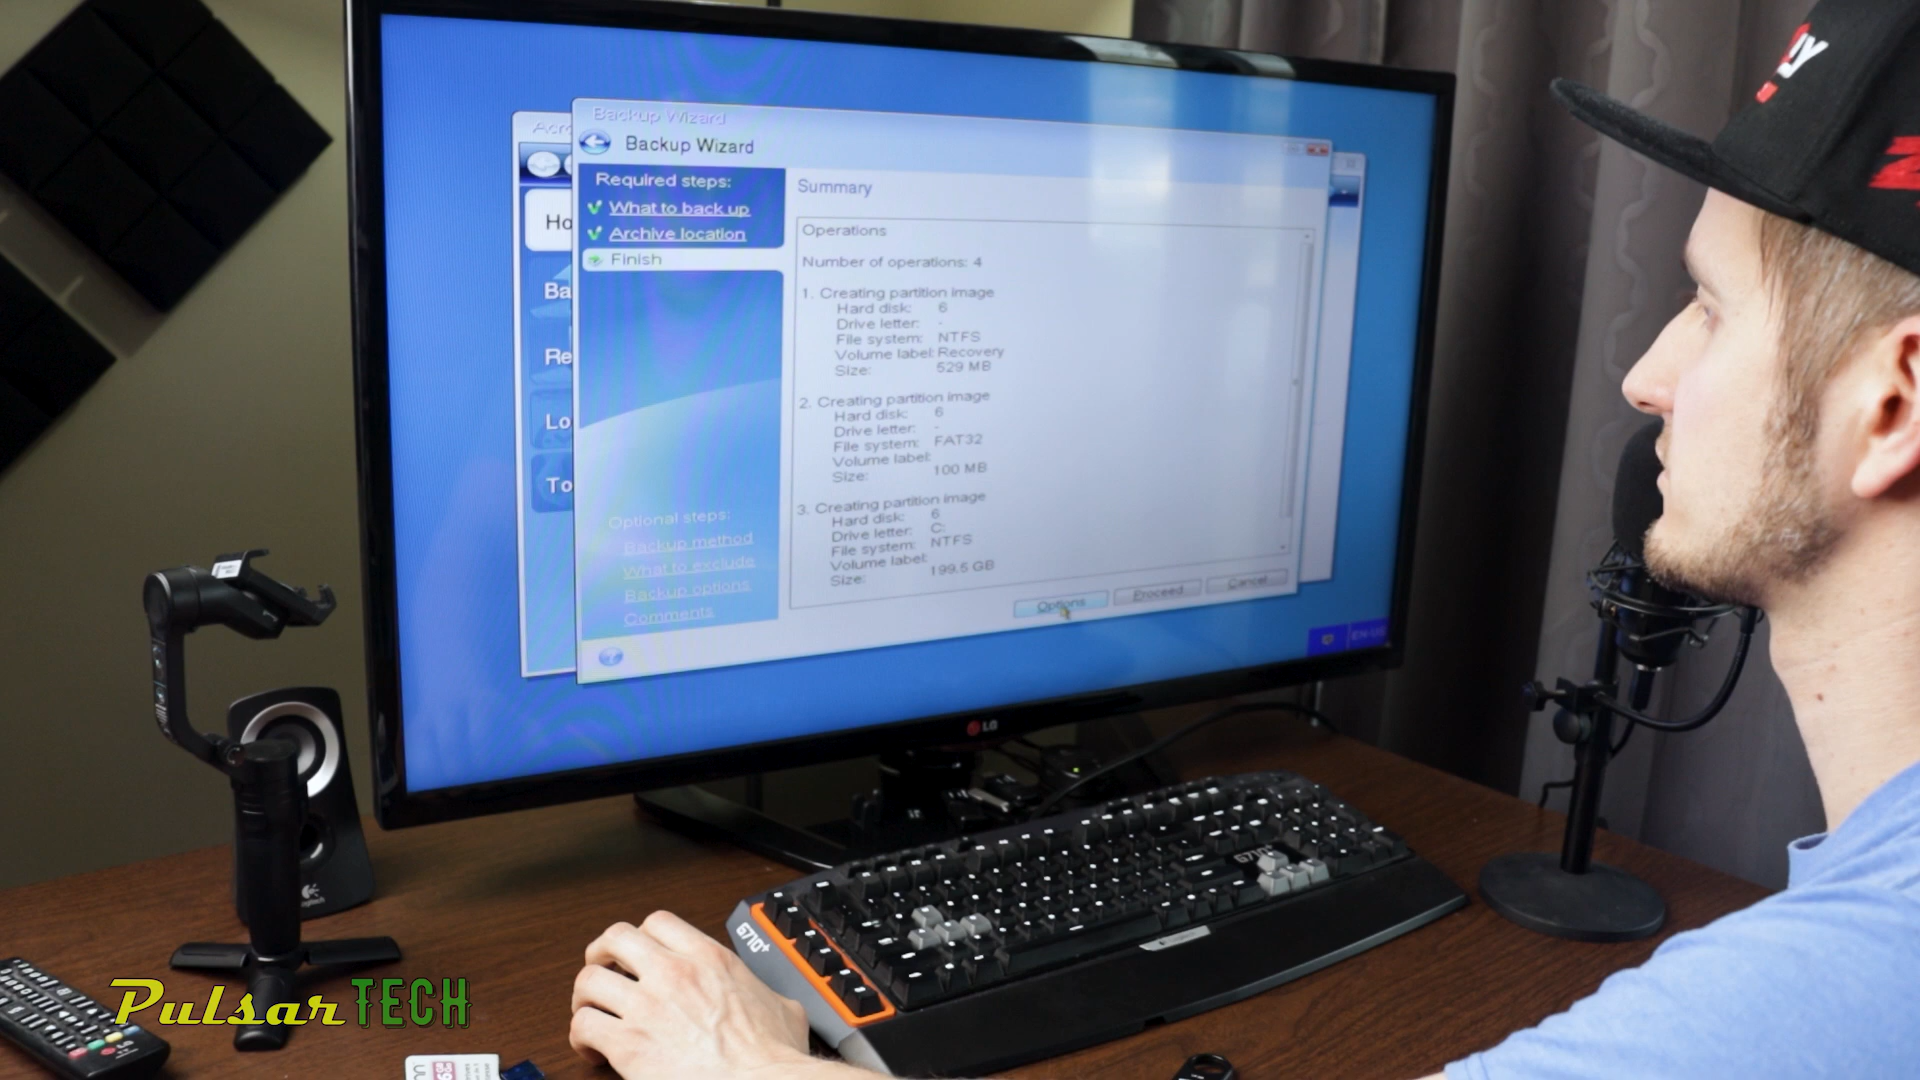 Backup Wizard
Backup Wizard
Required steps:
What to back up
Archive location
Finish
Optional steps:
Backup method
What to exclude
Backup options
Comments
Summary
Operations
Number of operations: 4
1. Creating partition image
Hard disk: 6
Drive letter: -
File system: NTFS
Volume label: Recovery
Size: 529 MB
2. Creating partition image
Hard disk: 6
Drive letter: -
File system: FAT32
Volume label:
Size: 100 MB
3. Creating partition image
Hard disk: 6
Drive letter: C:
File system: NTFS
Volume label:
Size: 199.5 GB
Options
Proceed
Cancel
Acro
Ho
Ba
Re
Lo
To
LG
G710+
G710+
PulsarTECH